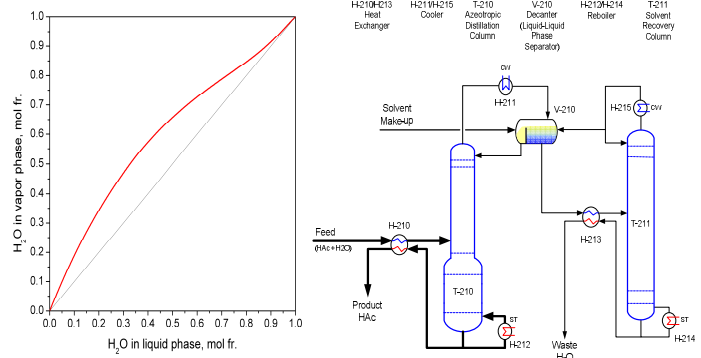 H-210/H213 H-211/H-215 T-210 V-210 H-212/H-214 T-211
Heat Cooler Azeotropic Decanter Reboiler Solvent
Exchanger Distillation (Liquid-Liquid Recovery
Column Phase Column
Separator)
H2O in vapor phase, mol fr.
1.0
0.9
0.8
0.7
0.6
0.5
0.4
0.3
0.2
0.1
0.0
0.0 0.1 0.2 0.3 0.4 0.5 0.6 0.7 0.8 0.9 1.0
H2O in liquid phase, mol fr.
CW
H-211
V-210
H-215
CW
Solvent
Make-up
T-211
H-213
Feed
(HAc+H2O)
H-210
T-210
Product
HAc
ST
H-212
ST
H-214
Waste
H2O